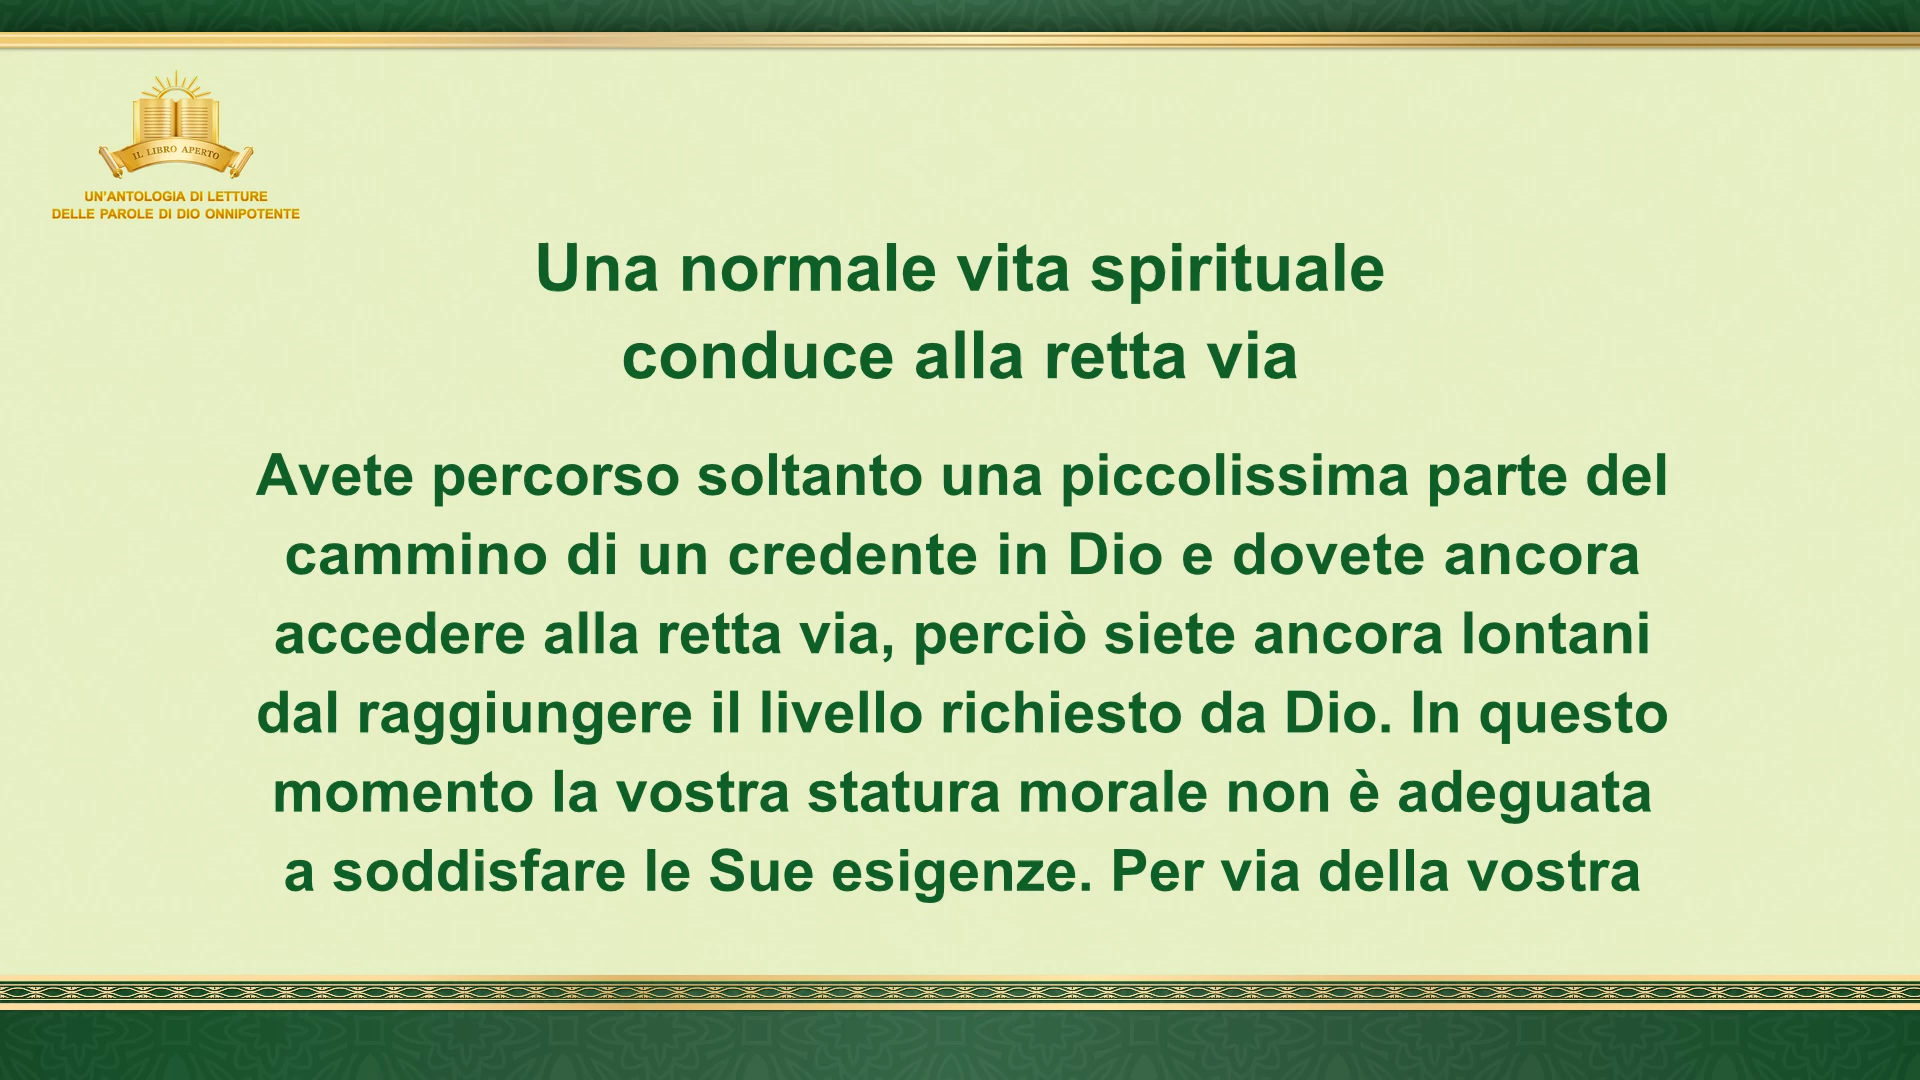 IL LIBRO APERTO
UN'ANTOLOGIA DI LETTURE
DELLE PAROLE DI DIO ONNIPOTENTE
Una normale vita spirituale
conduce alla retta via
Avete percorso soltanto una piccolissima parte del
cammino di un credente in Dio e dovete ancora
accedere alla retta via, perciò siete ancora lontani
dal raggiungere il livello richiesto da Dio. In questo
momento la vostra statura morale non è adeguata
a soddisfare le Sue esigenze. Per via della vostra